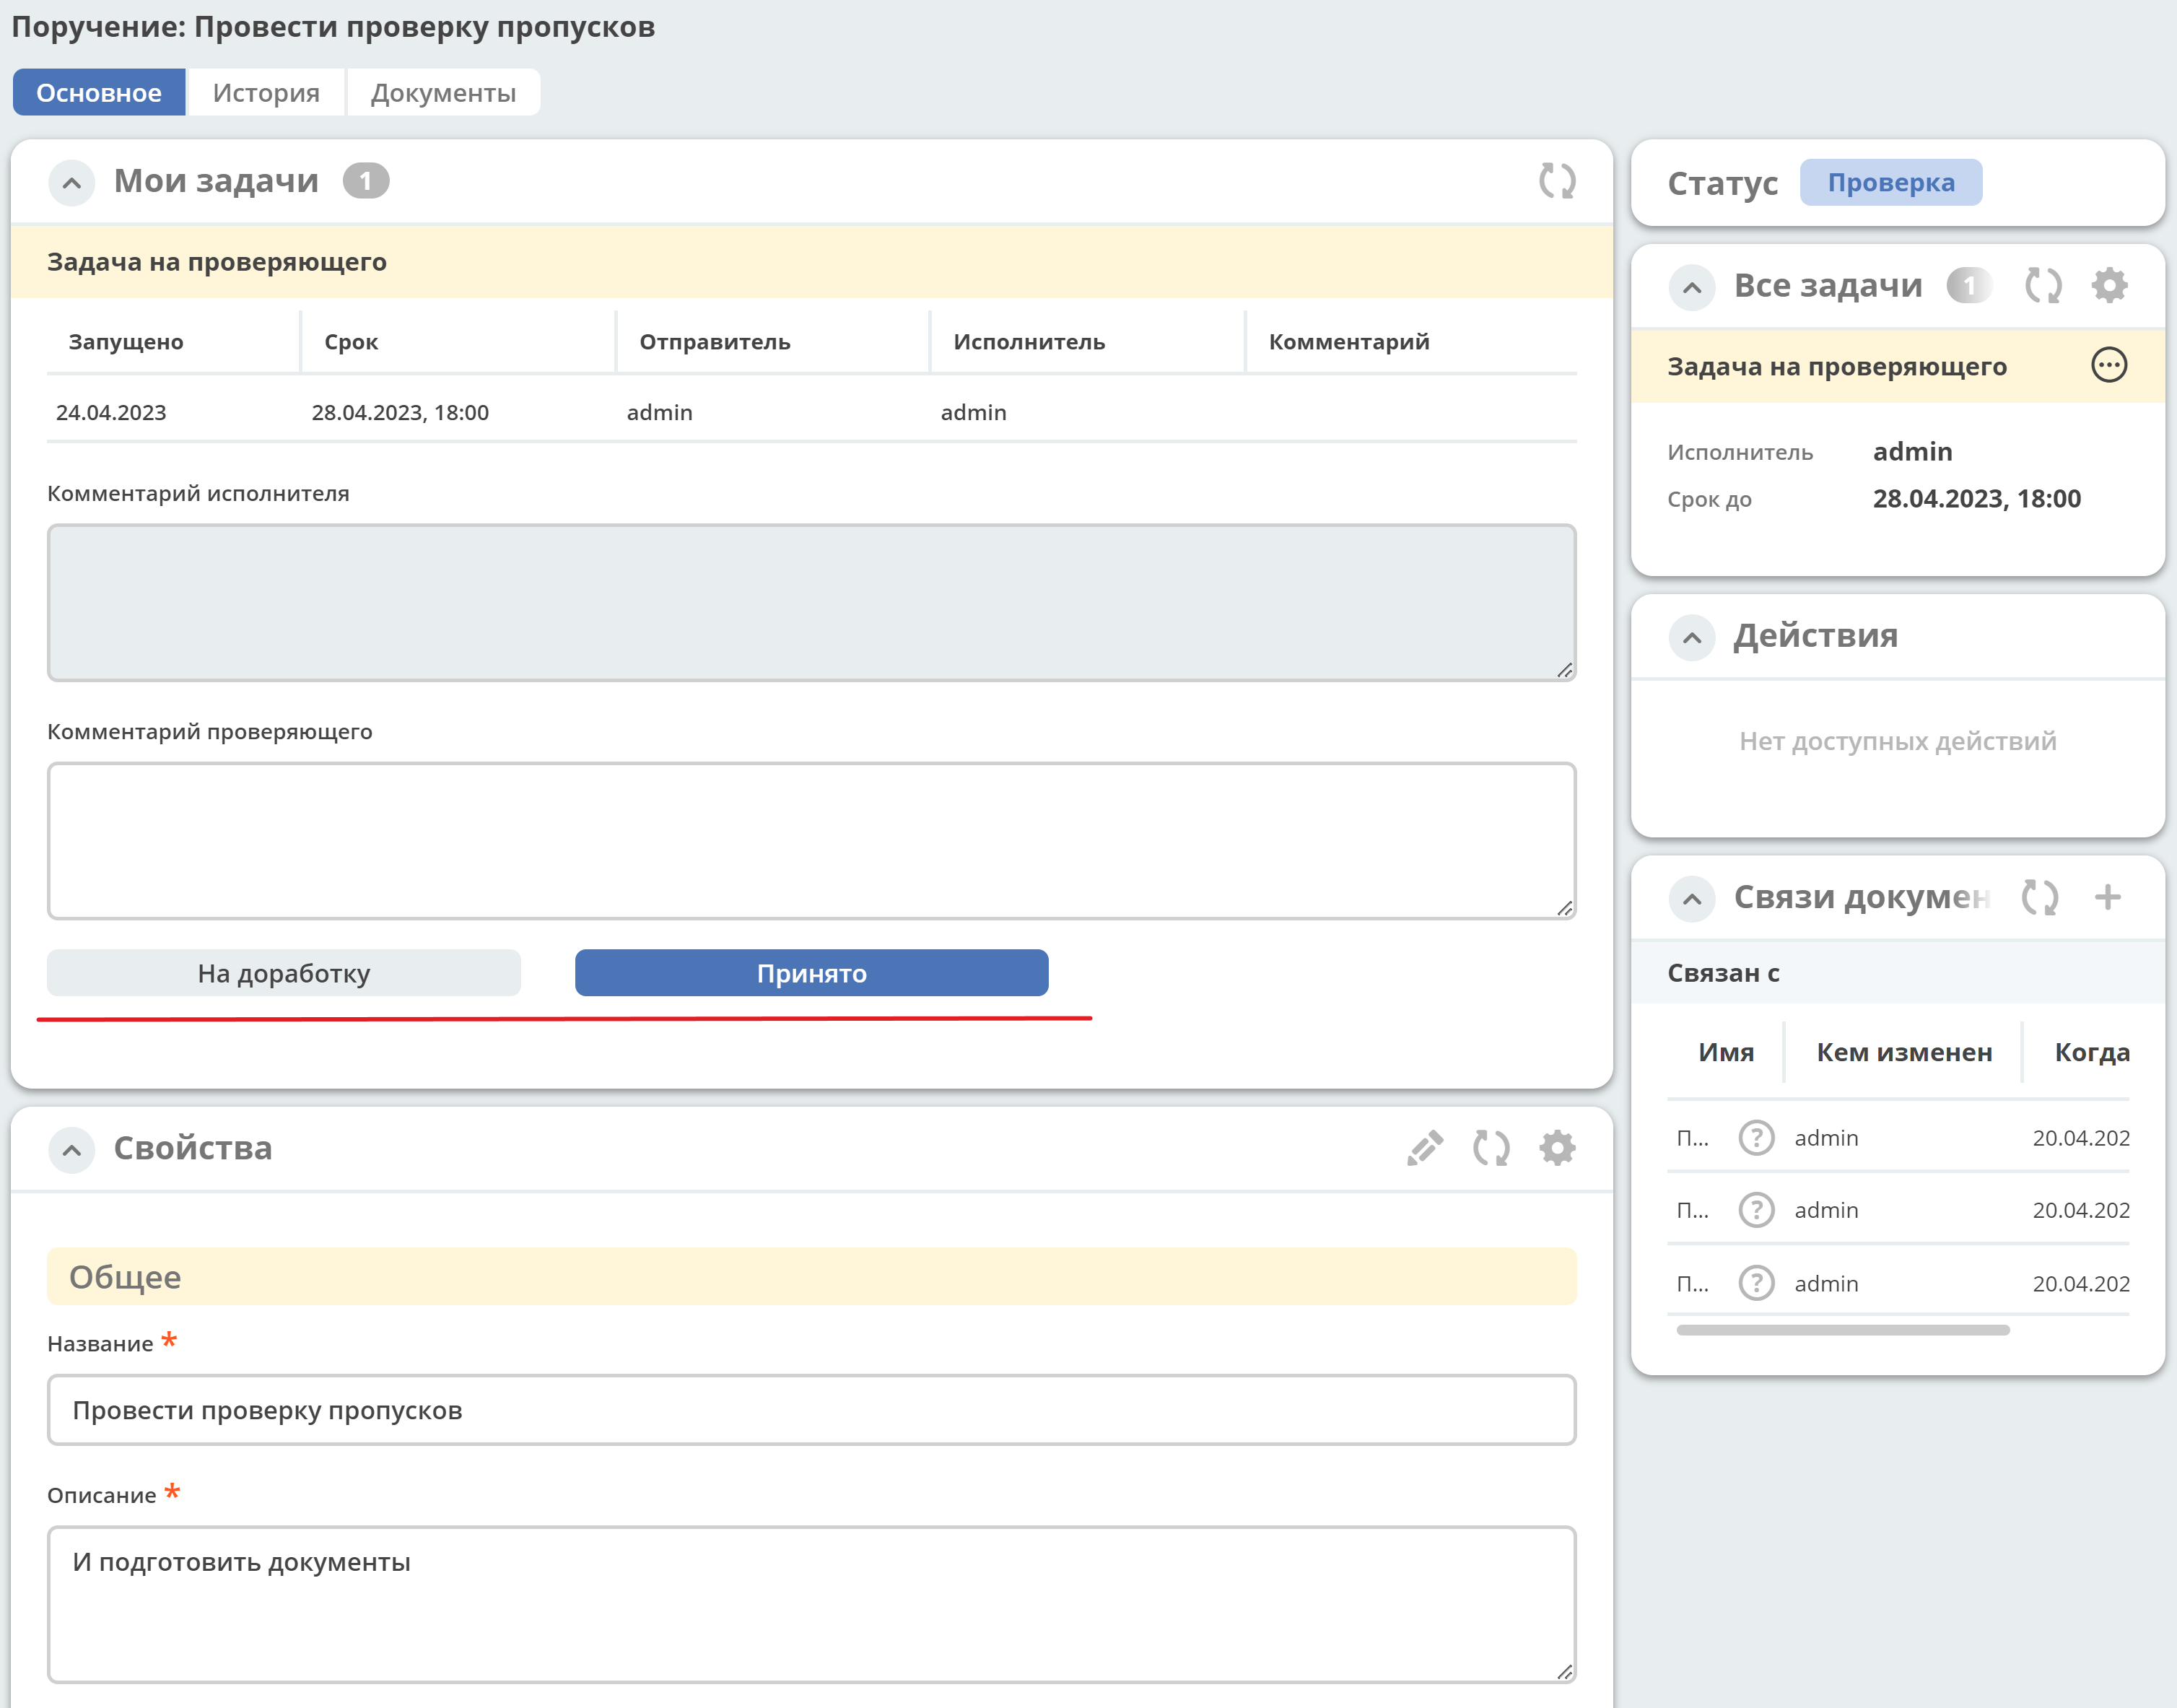 Поручение: Провести проверку пропусков
Основное История Документы
Мои задачи 1
Задача на проверяющего
Запущено Срок Отправитель Исполнитель Комментарий
24.04.2023 28.04.2023, 18:00 admin admin
Комментарий исполнителя
Комментарий проверяющего
На доработку Принято
Свойства
Общее
Название *
Провести проверку пропусков
Описание *
И подготовить документы
Статус Проверка
Все задачи 1
Задача на проверяющего
Исполнитель admin
Срок до 28.04.2023, 18:00
Действия
Нет доступных действий
Связи докумен
Связан с
Имя Кем изменен Когда
П... ? admin 20.04.202
П... ? admin 20.04.202
П... ? admin 20.04.202